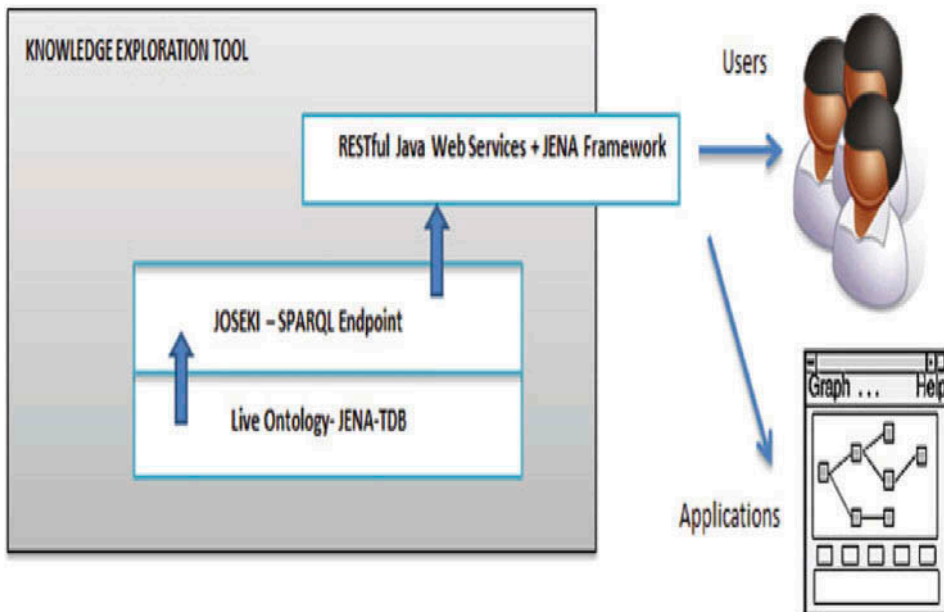 KNOWLEDGE EXPLORATION TOOL
Users
RESTful Java Web Services + JENA Framework
JOSEKI – SPARQL Endpoint
Live Ontology- JENA-TDB
Applications
Graph ... Help